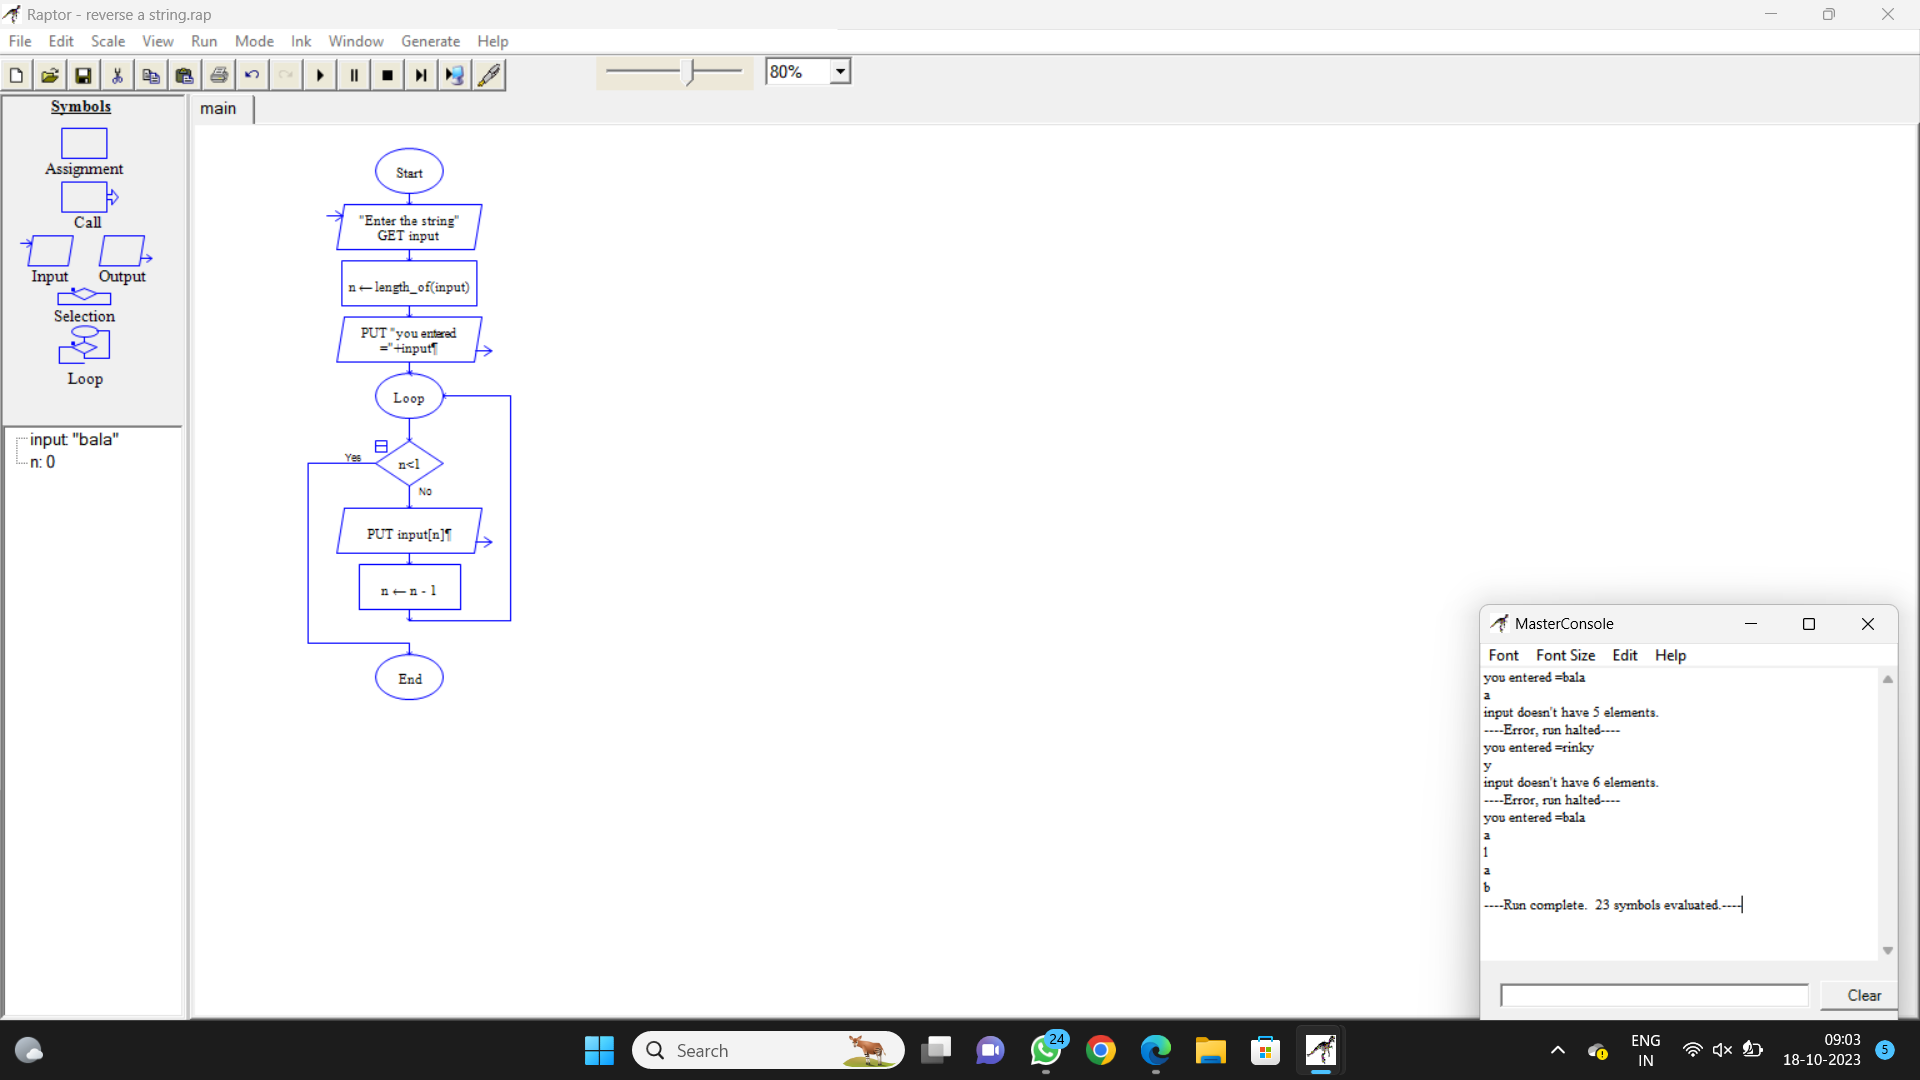 Raptor - reverse a string.rap
File Edit Scale View Run Mode Ink Window Generate Help
80%
Symbols
main
Assignment
Call
Input Output
Selection
Loop
input: "bala"
n: 0
Start
"Enter the string"
GET input
n ← length_of(input)
PUT "you entered
="+input¶
Loop
Yes
n<1
No
PUT input[n]¶
n ← n - 1
End
MasterConsole
Font Font Size Edit Help
you entered =bala
a
input doesn't have 5 elements.
----Error, run halted----
you entered =rinky
y
input doesn't have 6 elements.
----Error, run halted----
you entered =bala
a
l
a
b
----Run complete.  23 symbols evaluated.----
Clear
Search
24
ENG
IN
09:03
18-10-2023
5